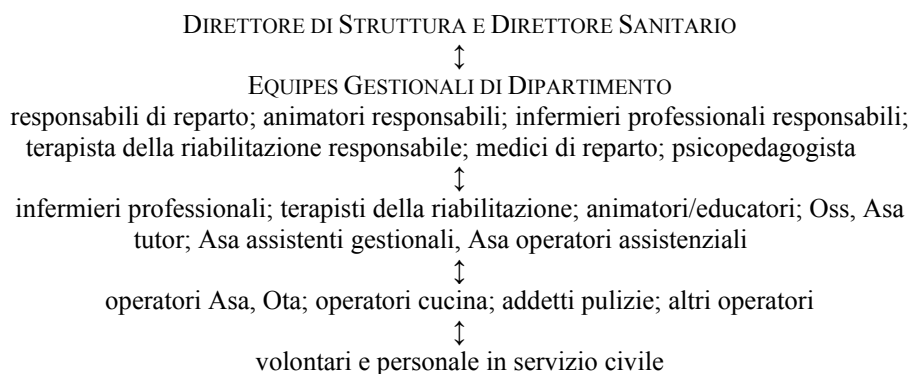 DIRETTORE DI STRUTTURA E DIRETTORE SANITARIO
↕
EQUIPES GESTIONALI DI DIPARTIMENTO
responsabili di reparto; animatori responsabili; infermieri professionali responsabili;
terapista della riabilitazione responsabile; medici di reparto; psicopedagogista
↕
infermieri professionali; terapisti della riabilitazione; animatori/educatori; Oss, Asa
tutor; Asa assistenti gestionali, Asa operatori assistenziali
↕
operatori Asa, Ota; operatori cucina; addetti pulizie; altri operatori
↕
volontari e personale in servizio civile